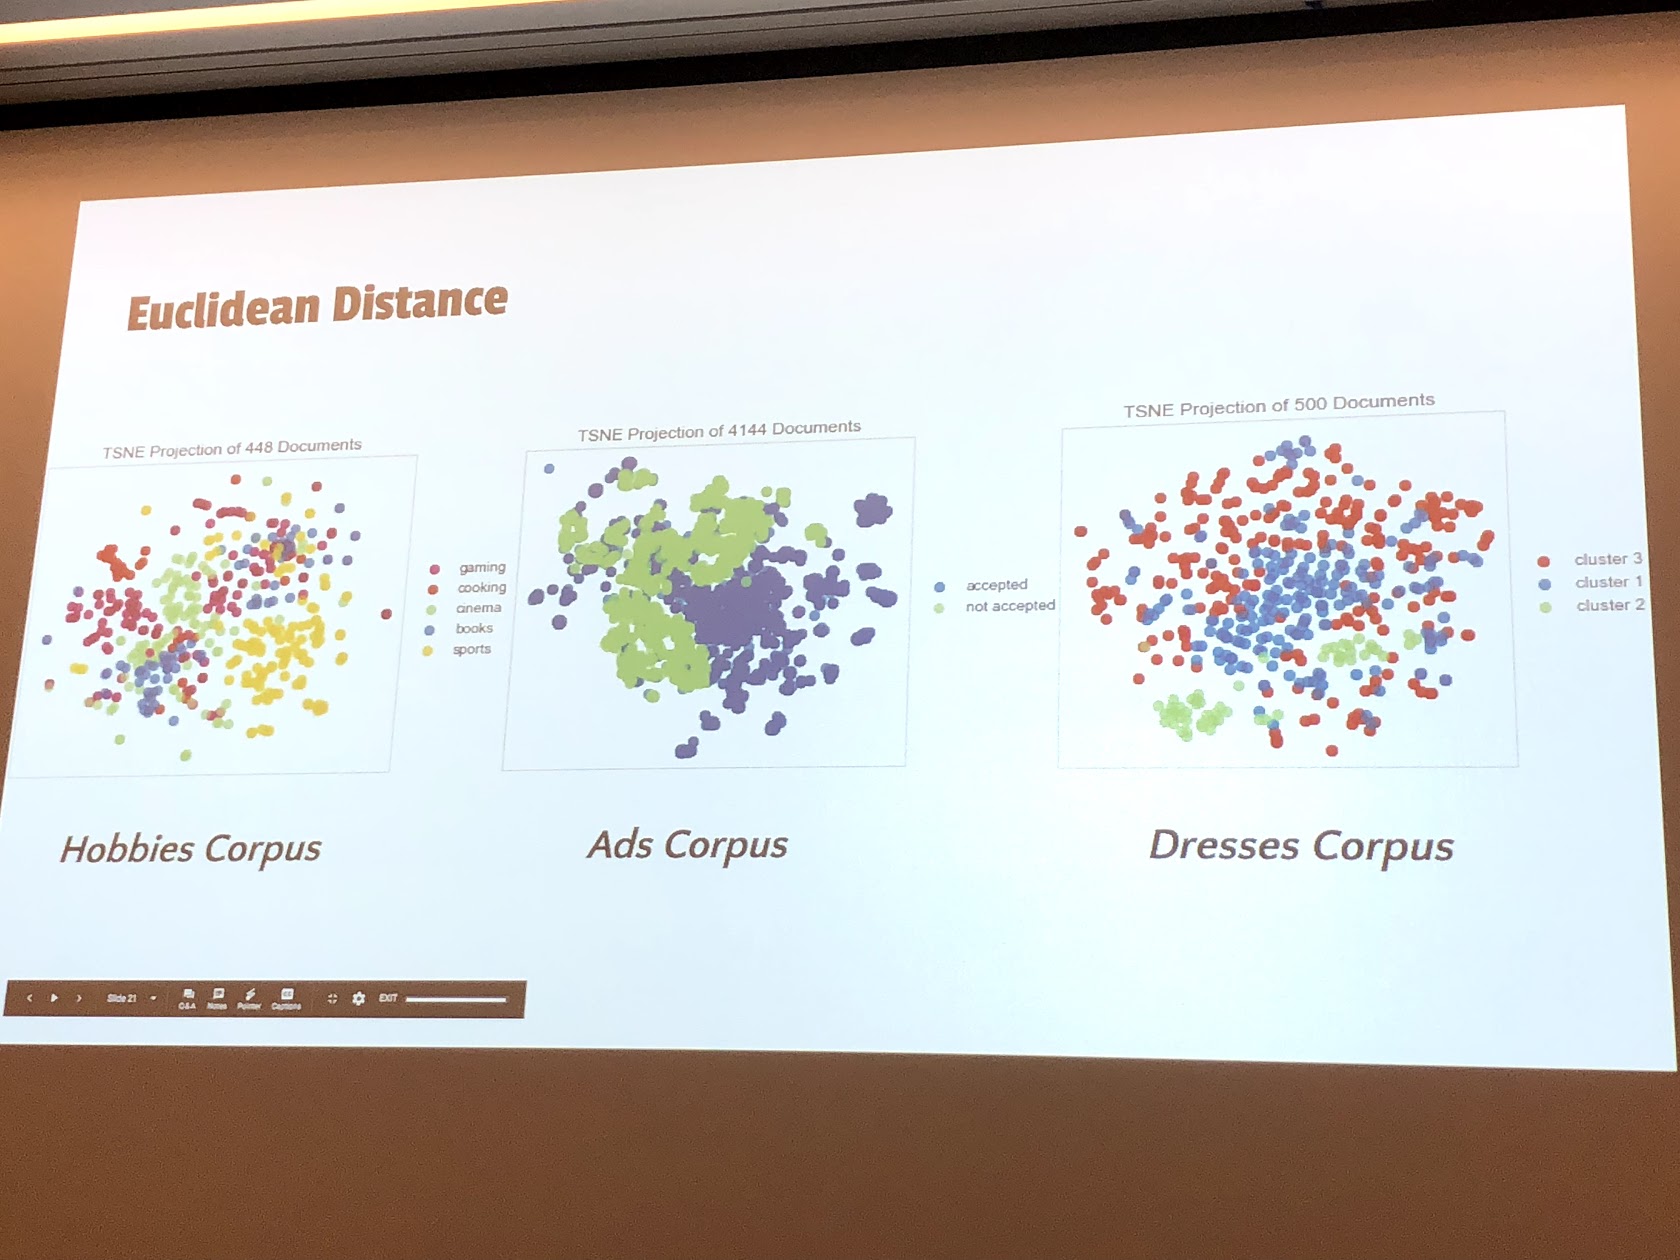 Euclidean Distance
TSNE Projection of 448 Documents
gaming
cooking
cinema
books
sports
Hobbies Corpus
TSNE Projection of 4144 Documents
accepted
not accepted
Ads Corpus
TSNE Projection of 500 Documents
cluster 3
cluster 1
cluster 2
Dresses Corpus
Slide 21
Q&A Notes Pointer Captions
EXIT